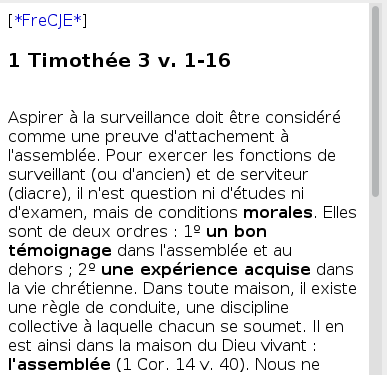 [*FreCJE*]
1 Timothée 3 v. 1-16
Aspirer à la surveillance doit être considéré
comme une preuve d'attachement à
l'assemblée. Pour exercer les fonctions de
surveillant (ou d'ancien) et de serviteur
(diacre), il n'est question ni d'études ni
d'examen, mais de conditions morales. Elles
sont de deux ordres : 1º un bon
témoignage dans l'assemblée et au
dehors ; 2º une expérience acquise dans
la vie chrétienne. Dans toute maison, il existe
une règle de conduite, une discipline
collective à laquelle chacun se soumet. Il en
est ainsi dans la maison du Dieu vivant :
l'assemblée (1 Cor. 14 v. 40). Nous ne